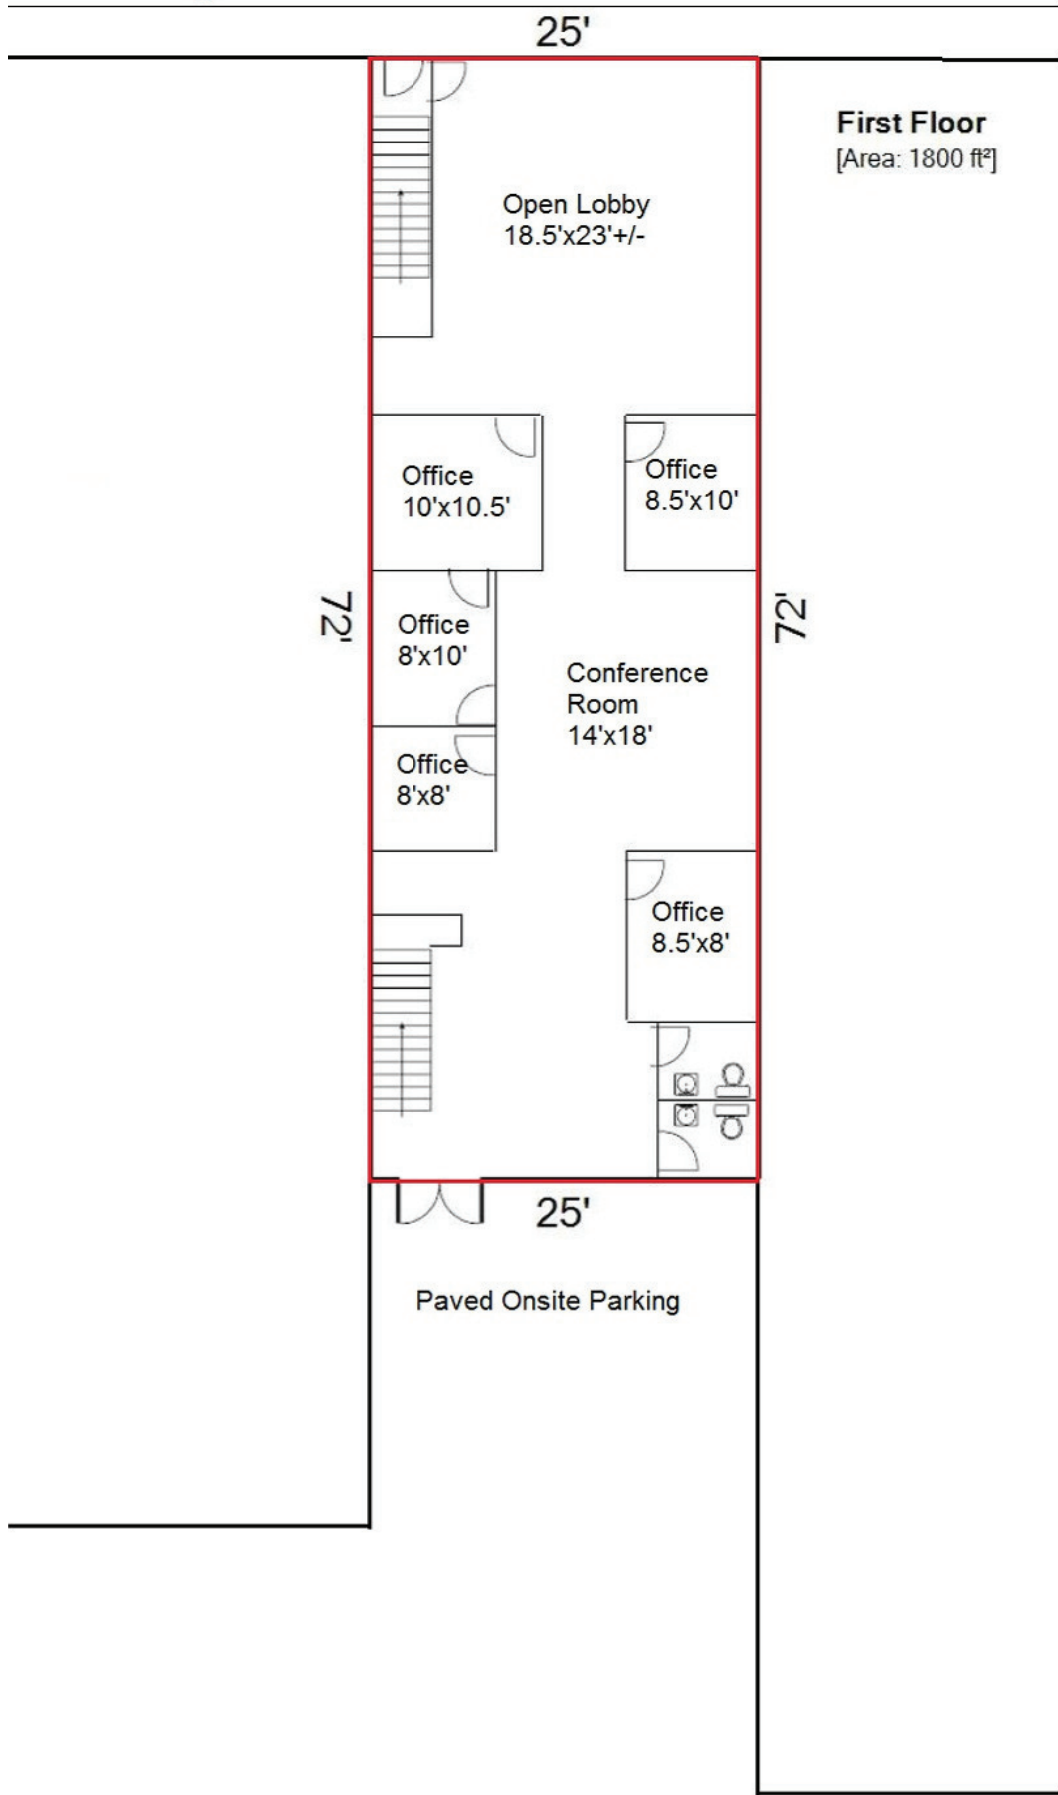 25'
First Floor
[Area: 1800 ft²]
Open Lobby
18.5'x23'+/-
Office
10'x10.5'
Office
8.5'x10'
72'
72'
Office
8'x10'
Conference
Room
14'x18'
Office
8'x8'
Office
8.5'x8'
25'
Paved Onsite Parking